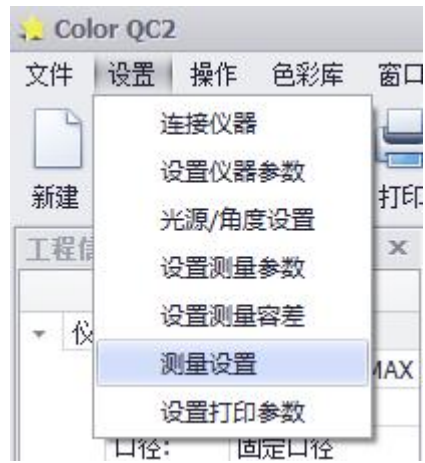 Color QC2
文件 设置 操作 色彩库 窗口
连接仪器
设置仪器参数
新建 打印
光源/角度设置
工程信
设置测量参数
设置测量容差
仪
测量设置
MAX
设置打印参数
口径: 固定口径